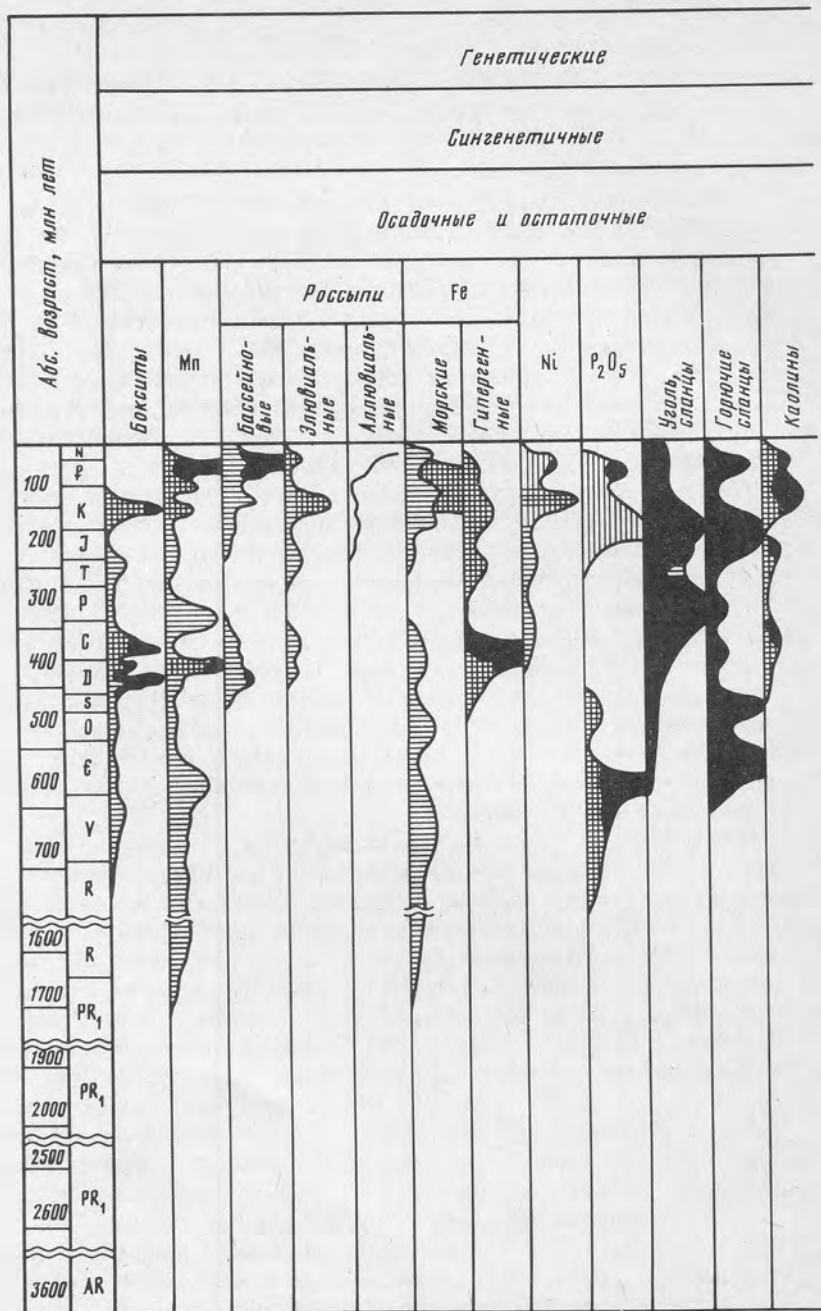 Генетические
Сингенетичные
Осадочные и остаточные
Абс. возраст, млн лет
Россыпи
Fe
Бокситы
Mn
Бассейно-
вые
Элювиаль-
ные
Аллювиаль-
ные
Морские
Гиперген-
ные
Ni
P₂O₅
Уголь,
сланцы
Горючие
сланцы
Каолины
N
₽
100
K
200
J
T
300
P
C
400
D
S
500
O
Є
600
V
700
R
1600
R
1700
PR₁
1900
PR₁
2000
2500
PR₁
2600
3600
AR